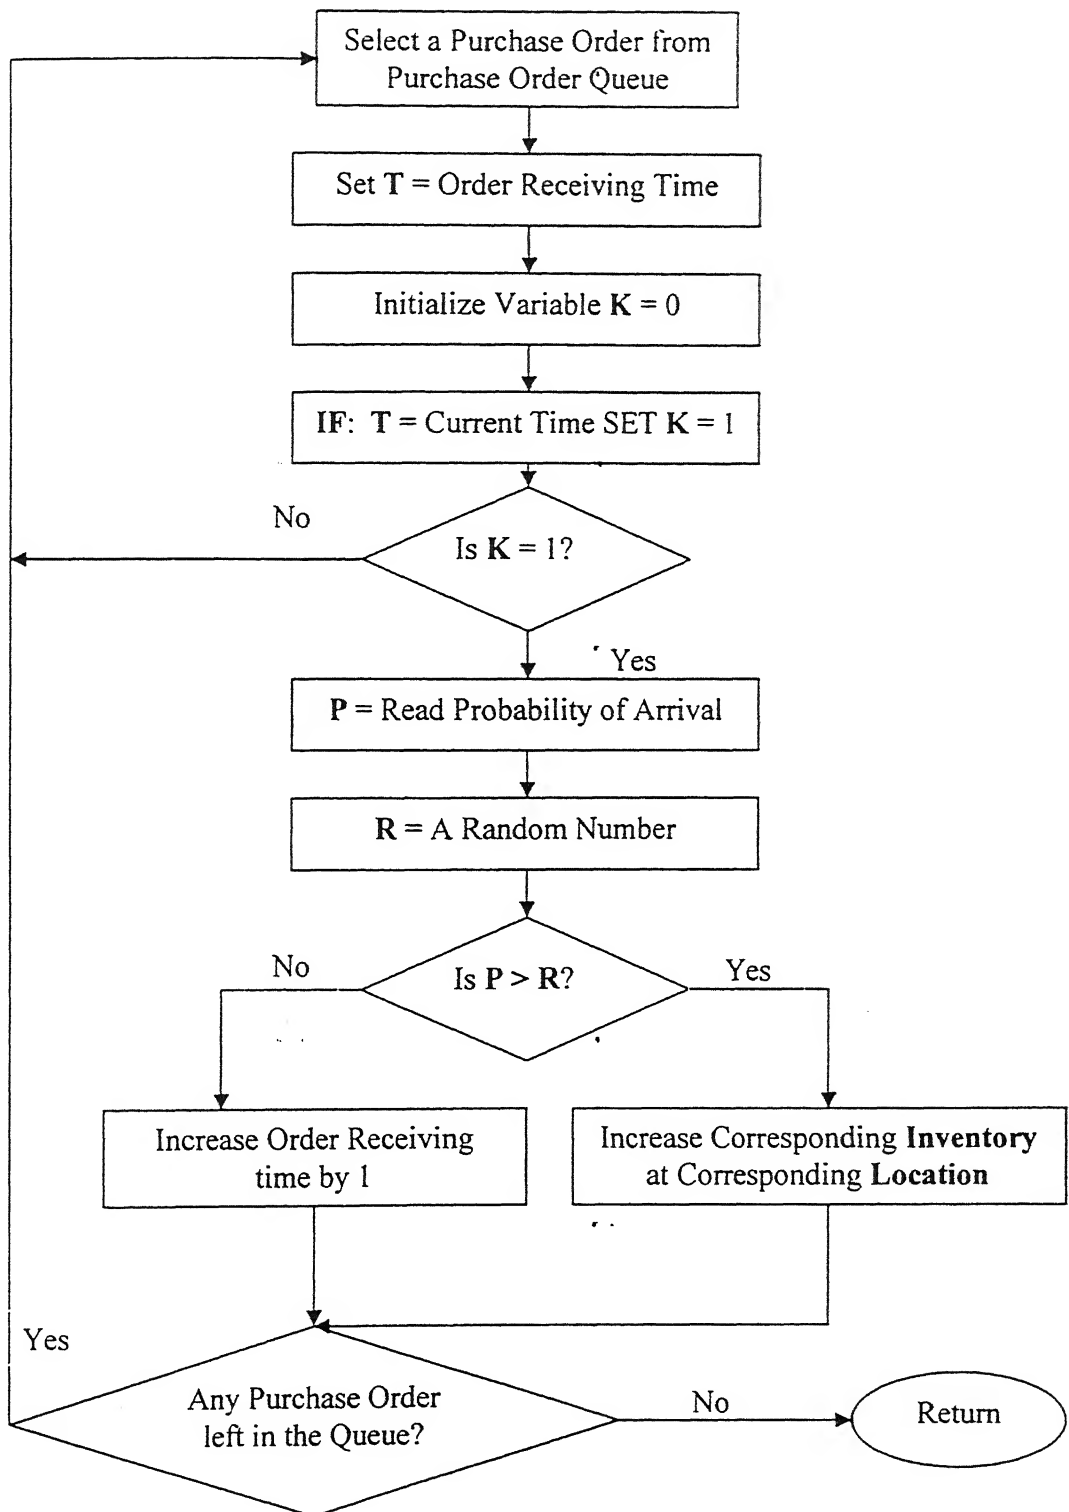 Select a Purchase Order from
Purchase Order Queue
Set T = Order Receiving Time
Initialize Variable K = 0
IF: T = Current Time SET K = 1
No
Is K = 1?
Yes
P = Read Probability of Arrival
R = A Random Number
No
Is P > R?
Yes
Increase Order Receiving
time by 1
Increase Corresponding Inventory
at Corresponding Location
Yes
Any Purchase Order
left in the Queue?
No
Return